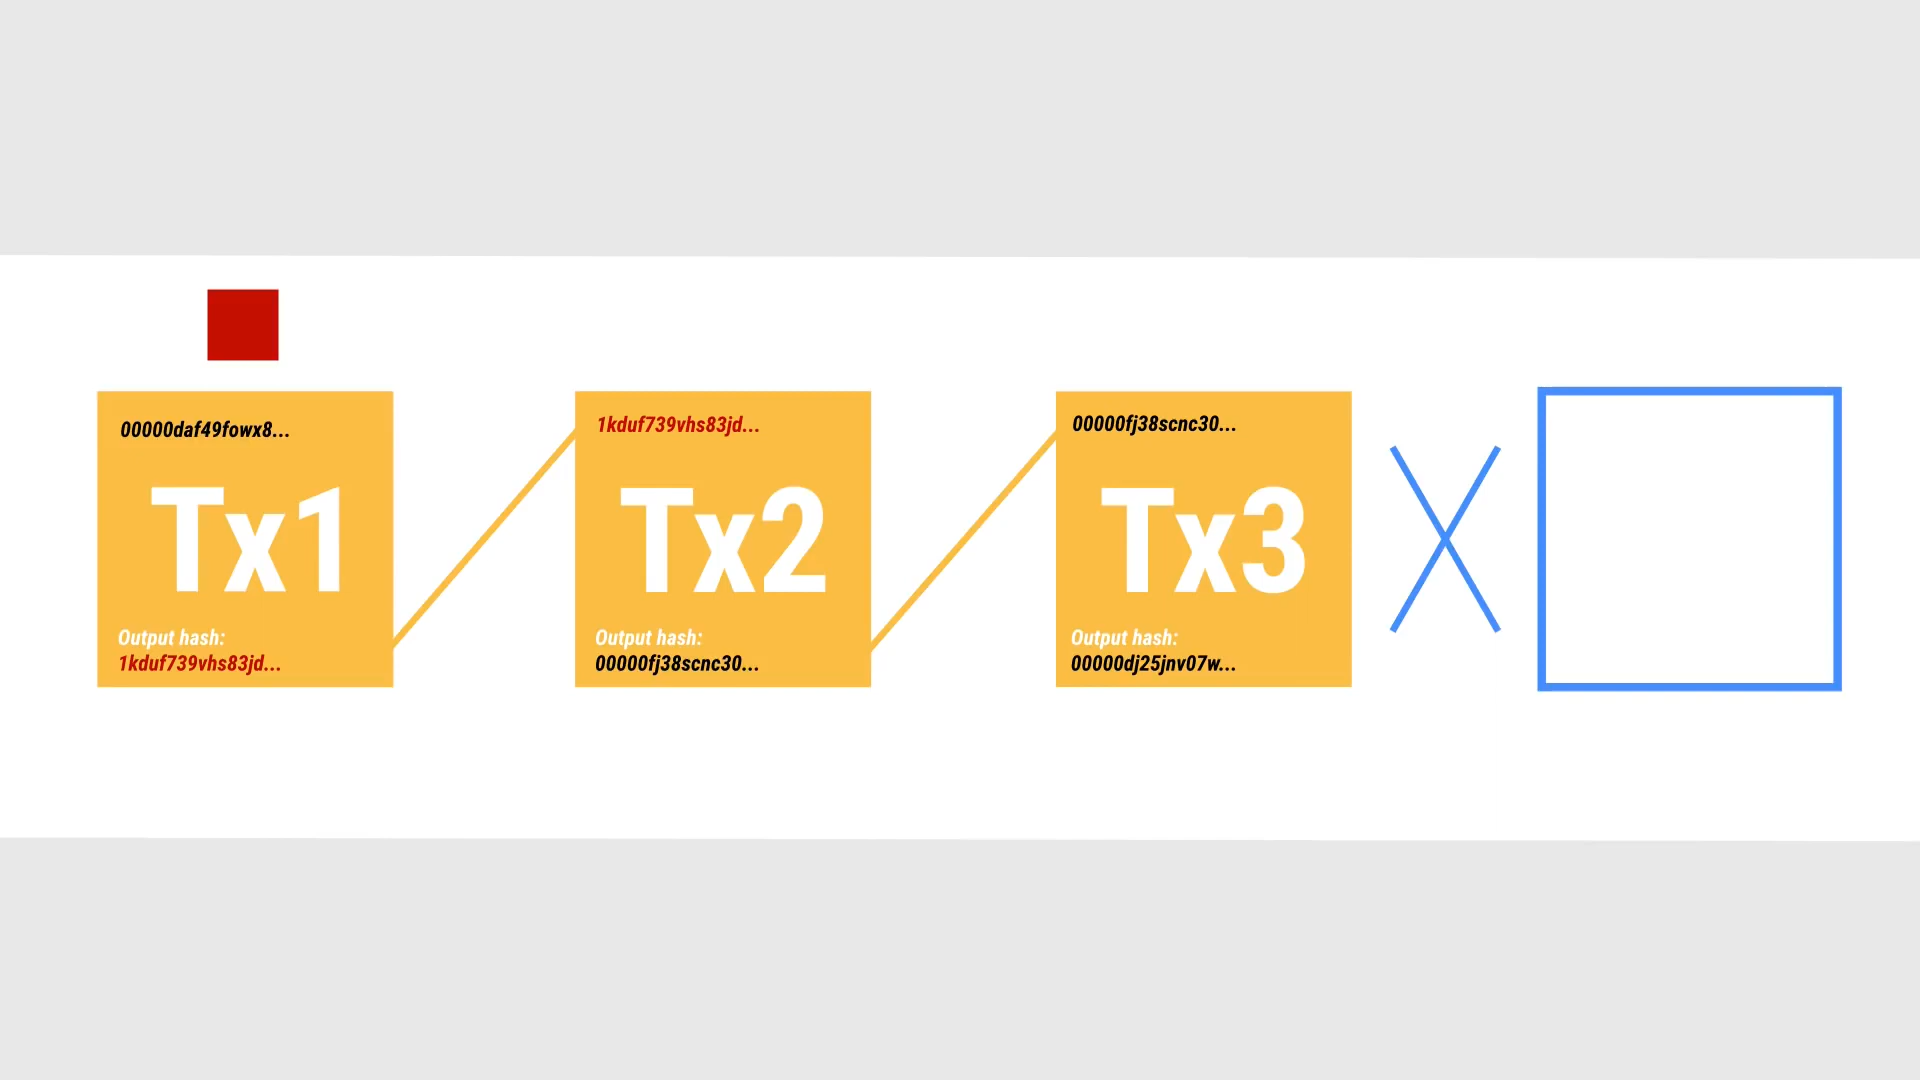 00000daf49fowx8...
Tx1
Output hash:
1kduf739vhs83jd...
1kduf739vhs83jd...
Tx2
Output hash:
00000fj38scnc30...
00000fj38scnc30...
Tx3
Output hash:
00000dj25jnv07w...